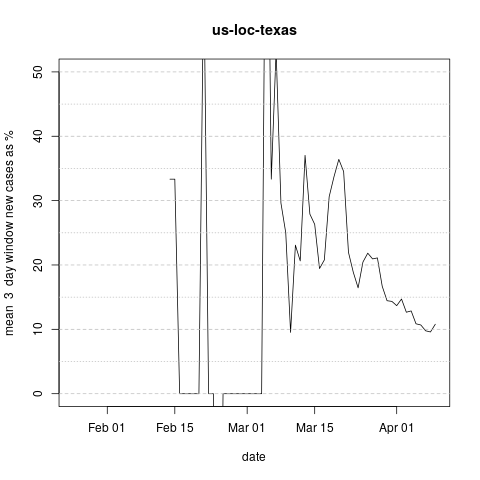 us-loc-texas
mean  3  day window new cases as %
50
40
30
20
10
0
Feb 01
Feb 15
Mar 01
Mar 15
Apr 01
date